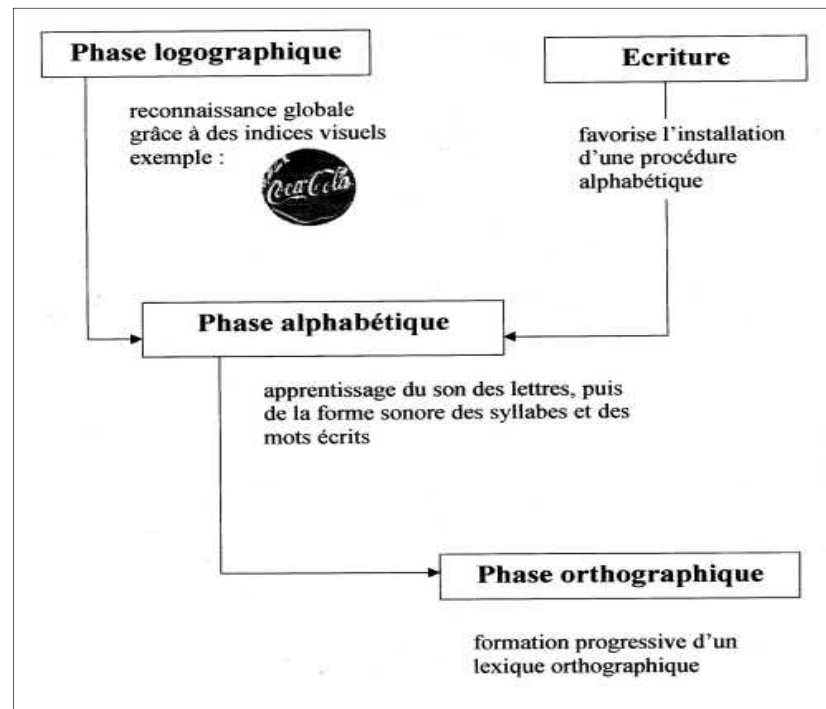 Phase logographique
Ecriture
reconnaissance globale
grâce à des indices visuels
exemple :
Coca-Cola
favorise l'installation
d'une procédure
alphabétique
Phase alphabétique
apprentissage du son des lettres, puis
de la forme sonore des syllabes et des
mots écrits
Phase orthographique
formation progressive d'un
lexique orthographique